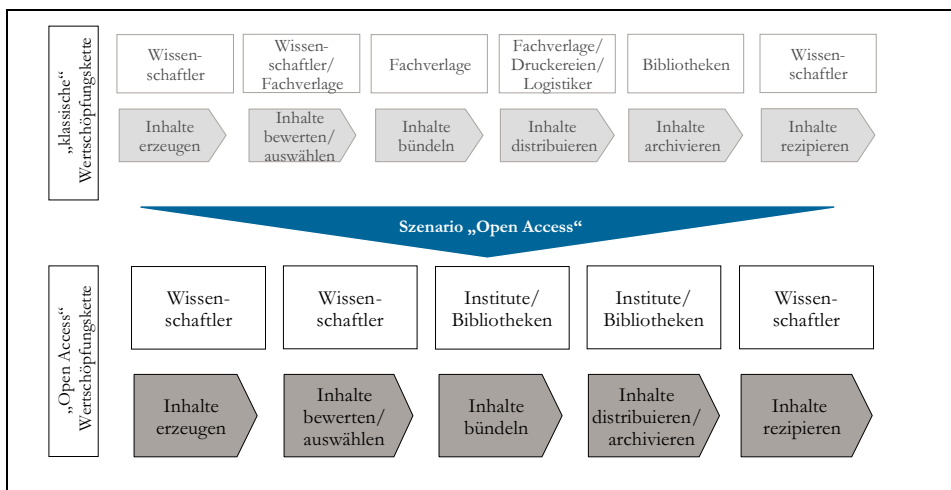 „klassische“
Wertschöpfungskette
Wissen-
schaftler
Wissen-
schaftler/
Fachverlage
Fachverlage
Fachverlage/
Druckereien/
Logistiker
Bibliotheken
Wissen-
schaftler
Inhalte
erzeugen
Inhalte
bewerten/
auswählen
Inhalte
bündeln
Inhalte
distribuieren
Inhalte
archivieren
Inhalte
rezipieren
Szenario „Open Access“
„Open Access“
Wertschöpfungskette
Wissen-
schaftler
Wissen-
schaftler
Institute/
Bibliotheken
Institute/
Bibliotheken
Wissen-
schaftler
Inhalte
erzeugen
Inhalte
bewerten/
auswählen
Inhalte
bündeln
Inhalte
distribuieren/
archivieren
Inhalte
rezipieren